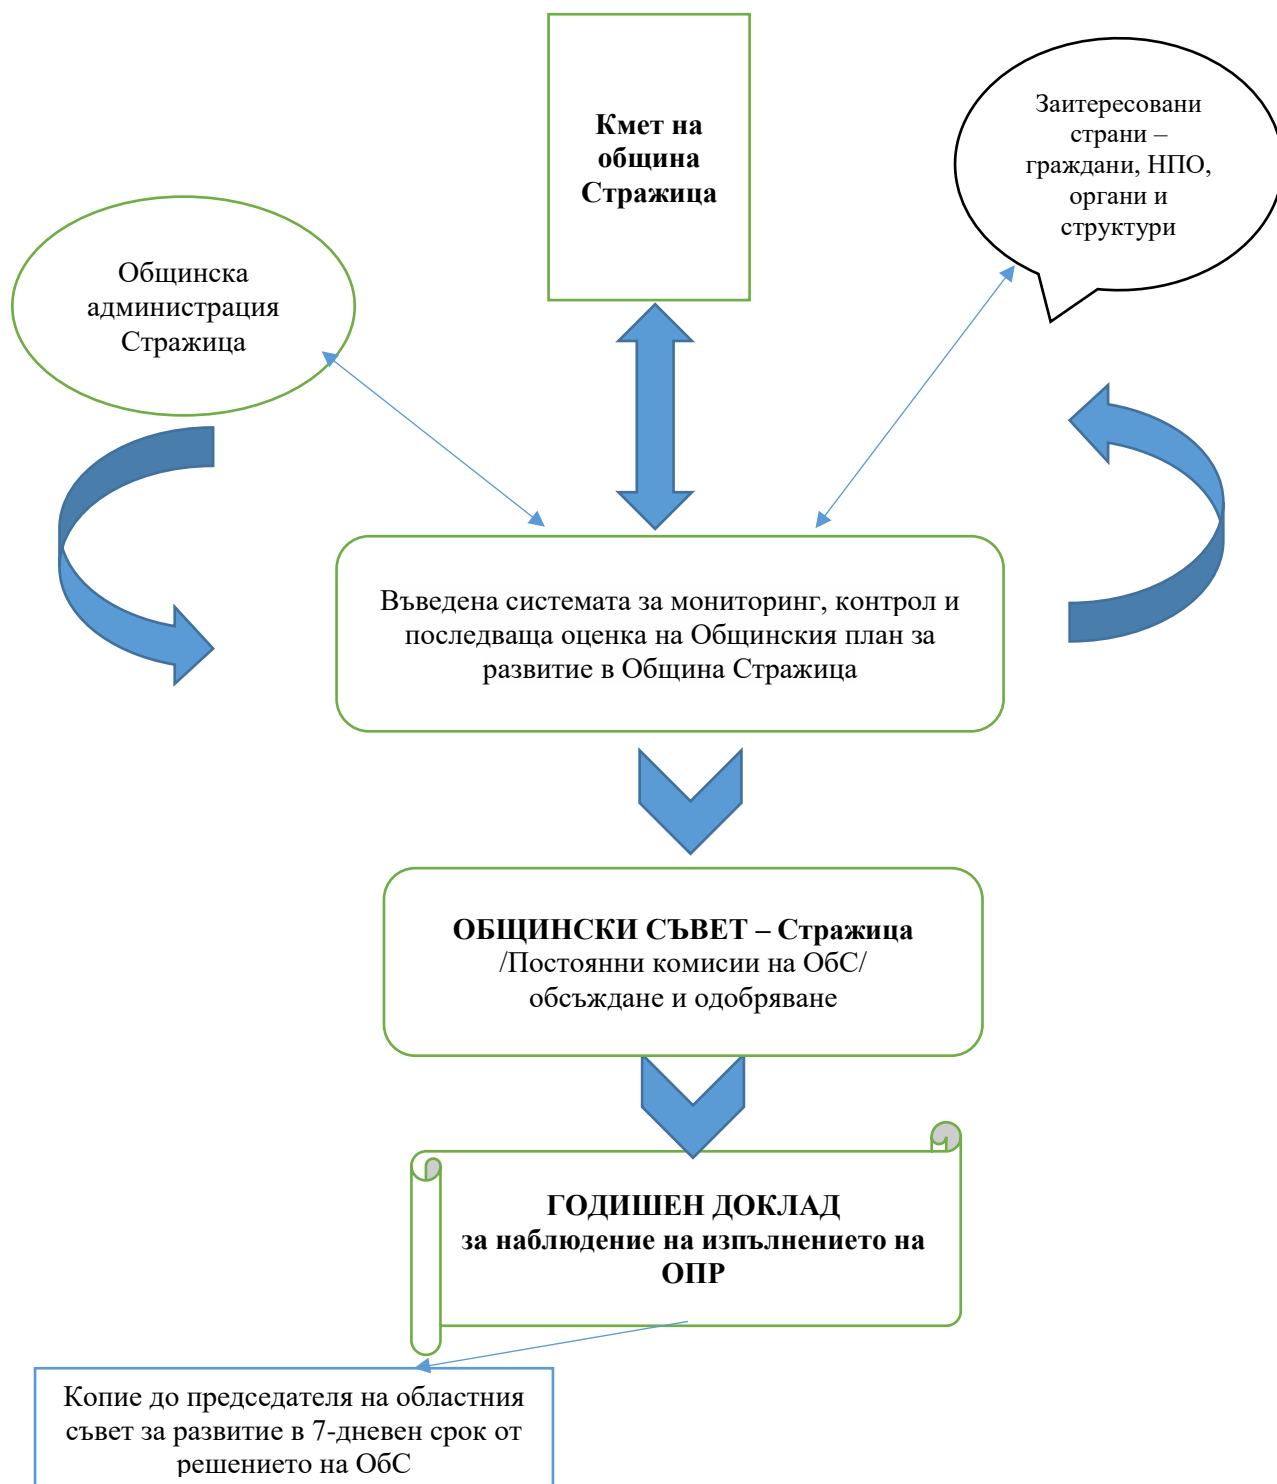 Кмет на
община
Стражица
Заитересовани
страни –
граждани, НПО,
органи и
структури
Общинска
администрация
Стражица
Въведена системата за мониторинг, контрол и
последваща оценка на Общинския план за
развитие в Община Стражица
ОБЩИНСКИ СЪВЕТ – Стражица
/Постоянни комисии на ОбС/
обсъждане и одобряване
ГОДИШЕН ДОКЛАД
за наблюдение на изпълнението на
ОПР
Копие до председателя на областния
съвет за развитие в 7-дневен срок от
решението на ОбС